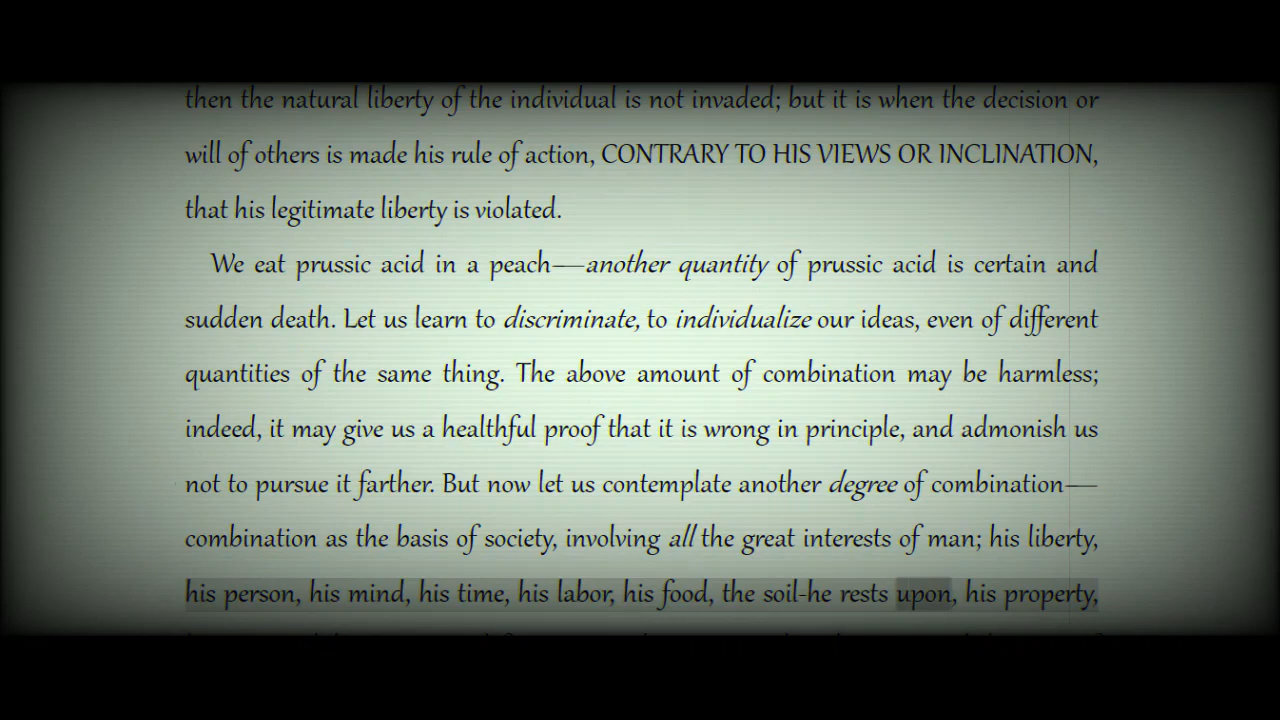 then the natural liberty of the individual is not invaded; but it is when the decision or
will of others is made his rule of action, CONTRARY TO HIS VIEWS OR INCLINATION,
that his legitimate liberty is violated.
We eat prussic acid in a peach—another quantity of prussic acid is certain and
sudden death. Let us learn to discriminate, to individualize our ideas, even of different
quantities of the same thing. The above amount of combination may be harmless;
indeed, it may give us a healthful proof that it is wrong in principle, and admonish us
not to pursue it farther. But now let us contemplate another degree of combination—
combination as the basis of society, involving all the great interests of man; his liberty,
his person, his mind, his time, his labor, his food, the soil-he rests upon, his property,